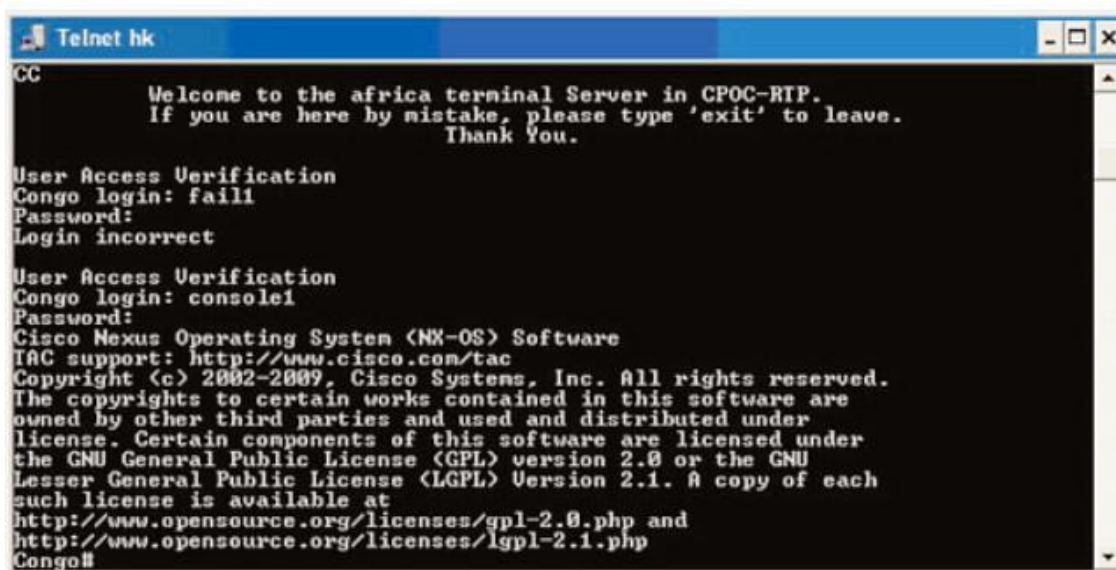 Telnet hk
CC
Welcome to the africa terminal Server in CPOC-RTP.
If you are here by mistake, please type 'exit' to leave.
Thank You.
User Access Verification
Congo login: fail1
Password:
Login incorrect
User Access Verification
Congo login: console1
Password:
Cisco Nexus Operating System (NX-OS) Software
TAC support: http://www.cisco.com/tac
Copyright (c) 2002-2009, Cisco Systems, Inc. All rights reserved.
The copyrights to certain works contained in this software are
owned by other third parties and used and distributed under
license. Certain components of this software are licensed under
the GNU General Public License (GPL) version 2.0 or the GNU
Lesser General Public License (LGPL) Version 2.1. A copy of each
such license is available at
http://www.opensource.org/licenses/gpl-2.0.php and
http://www.opensource.org/licenses/lgpl-2.1.php
Congo#